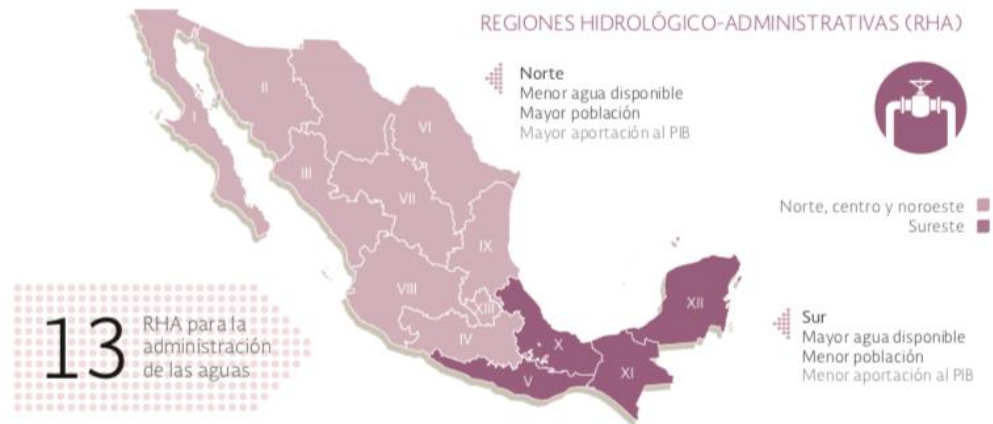 REGIONES HIDROLÓGICO-ADMINISTRATIVAS (RHA)
Norte
Menor agua disponible
Mayor población
Mayor aportación al PIB
I
II
III
VI
VII
Norte, centro y noroeste
Sureste
IX
VIII
XIII
IV
X
V
XI
XII
13
RHA para la
administración
de las aguas
Sur
Mayor agua disponible
Menor población
Menor aportación al PIB